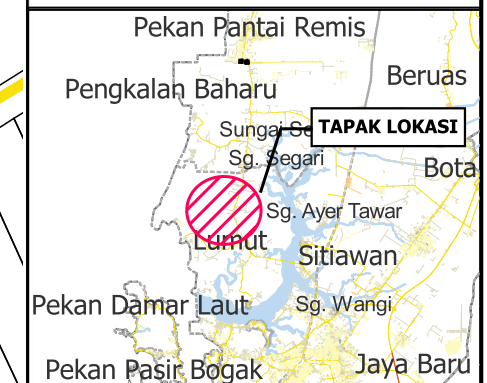 Pekan Pantai Remis
Beruas
Pengkalan Baharu
Sungai
TAPAK LOKASI
Sg. Segari
Bota
Sg. Ayer Tawar
Lumut
Sitiawan
Pekan Damar Laut
Sg. Wangi
Pekan Pasir Bogak
Jaya Baru